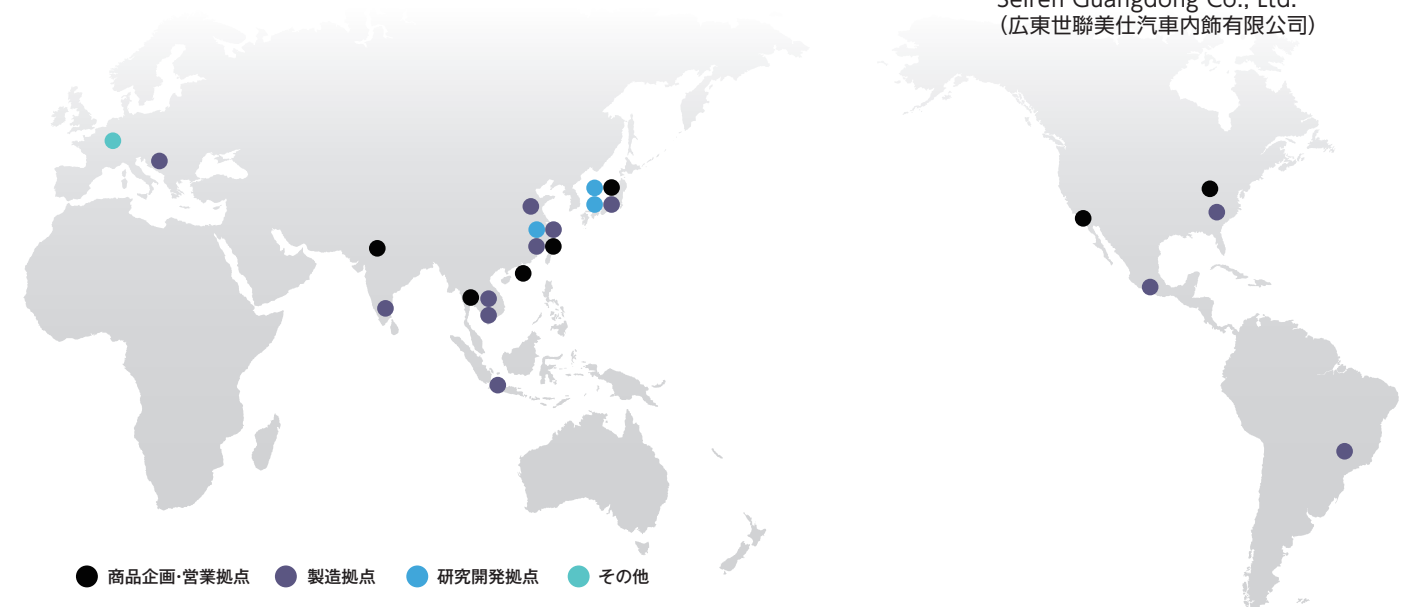 Seiren Guangdong Co., Ltd.
（広東世聯美仕汽車内飾有限公司）
商品企画・営業拠点
製造拠点
研究開発拠点
その他